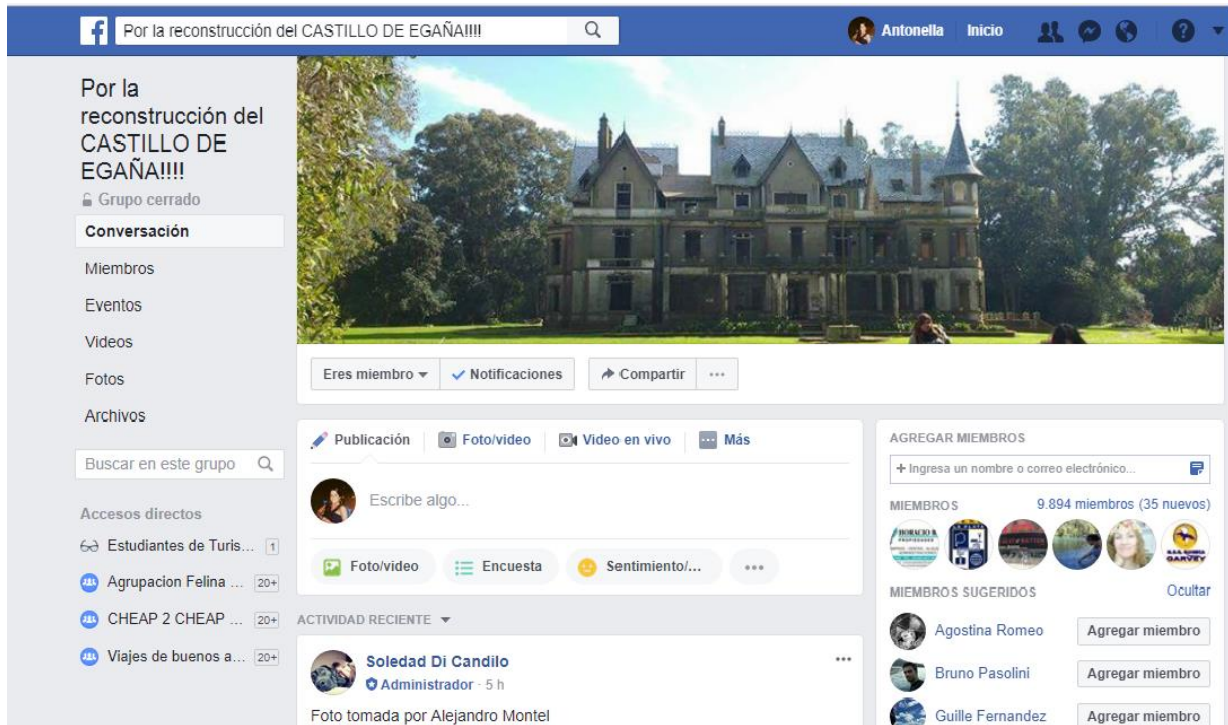 Por la reconstrucción del CASTILLO DE EGAÑA!!!!
Antonella
Inicio
Por la
reconstrucción del
CASTILLO DE
EGAÑA!!!!
Grupo cerrado
Conversación
Miembros
Eventos
Videos
Fotos
Archivos
Buscar en este grupo
Accesos directos
Estudiantes de Turis... 1
Agrupacion Felina ... 20+
CHEAP 2 CHEAP ... 20+
Viajes de buenos a... 20+
Eres miembro
Notificaciones
Compartir
Publicación
Foto/video
Video en vivo
Más
Escribe algo...
Foto/video
Encuesta
Sentimiento/...
ACTIVIDAD RECIENTE
Soledad Di Candilo
Administrador · 5 h
Foto tomada por Alejandro Montel
AGREGAR MIEMBROS
+ Ingresa un nombre o correo electrónico...
MIEMBROS
9.894 miembros (35 nuevos)
HORACIO B.
PROPIEDADES
LA PLATA
GARVEY
MIEMBROS SUGERIDOS
Ocultar
Agostina Romeo
Agregar miembro
Bruno Pasolini
Agregar miembro
Guille Fernandez
Agregar miembro